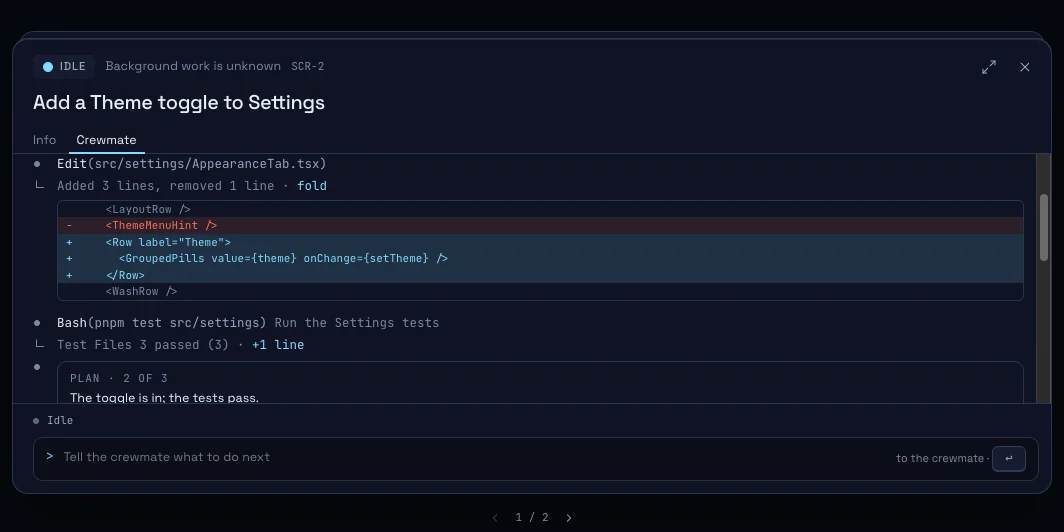 IDLE Background work is unknown SCR-2
Add a Theme toggle to Settings
Info Crewmate
Edit(src/settings/AppearanceTab.tsx)
Added 3 lines, removed 1 line · fold
<LayoutRow />
- <ThemeMenuHint />
+ <Row label="Theme">
+ <GroupedPills value={theme} onChange={setTheme} />
+ </Row>
<WashRow />
Bash(pnpm test src/settings) Run the Settings tests
Test Files 3 passed (3) · +1 line
PLAN · 2 OF 3
The toggle is in; the tests pass.
Idle
> Tell the crewmate what to do next
to the crewmate · ↩
‹ 1 / 2 ›